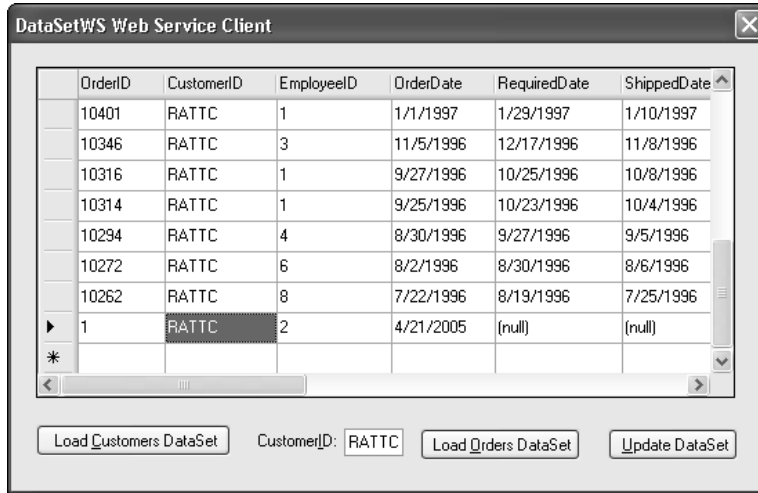 DataSetWS Web Service Client
OrderID CustomerID EmployeeID OrderDate RequiredDate ShippedDate
10401 RATTC 1 1/1/1997 1/29/1997 1/10/1997
10346 RATTC 3 11/5/1996 12/17/1996 11/8/1996
10316 RATTC 1 9/27/1996 10/25/1996 10/8/1996
10314 RATTC 1 9/25/1996 10/23/1996 10/4/1996
10294 RATTC 4 8/30/1996 9/27/1996 9/5/1996
10272 RATTC 6 8/2/1996 8/30/1996 8/6/1996
10262 RATTC 8 7/22/1996 8/19/1996 7/25/1996
1 RATTC 2 4/21/2005 (null) (null)
Load Customers DataSet CustomerID: RATTC Load Orders DataSet Update DataSet